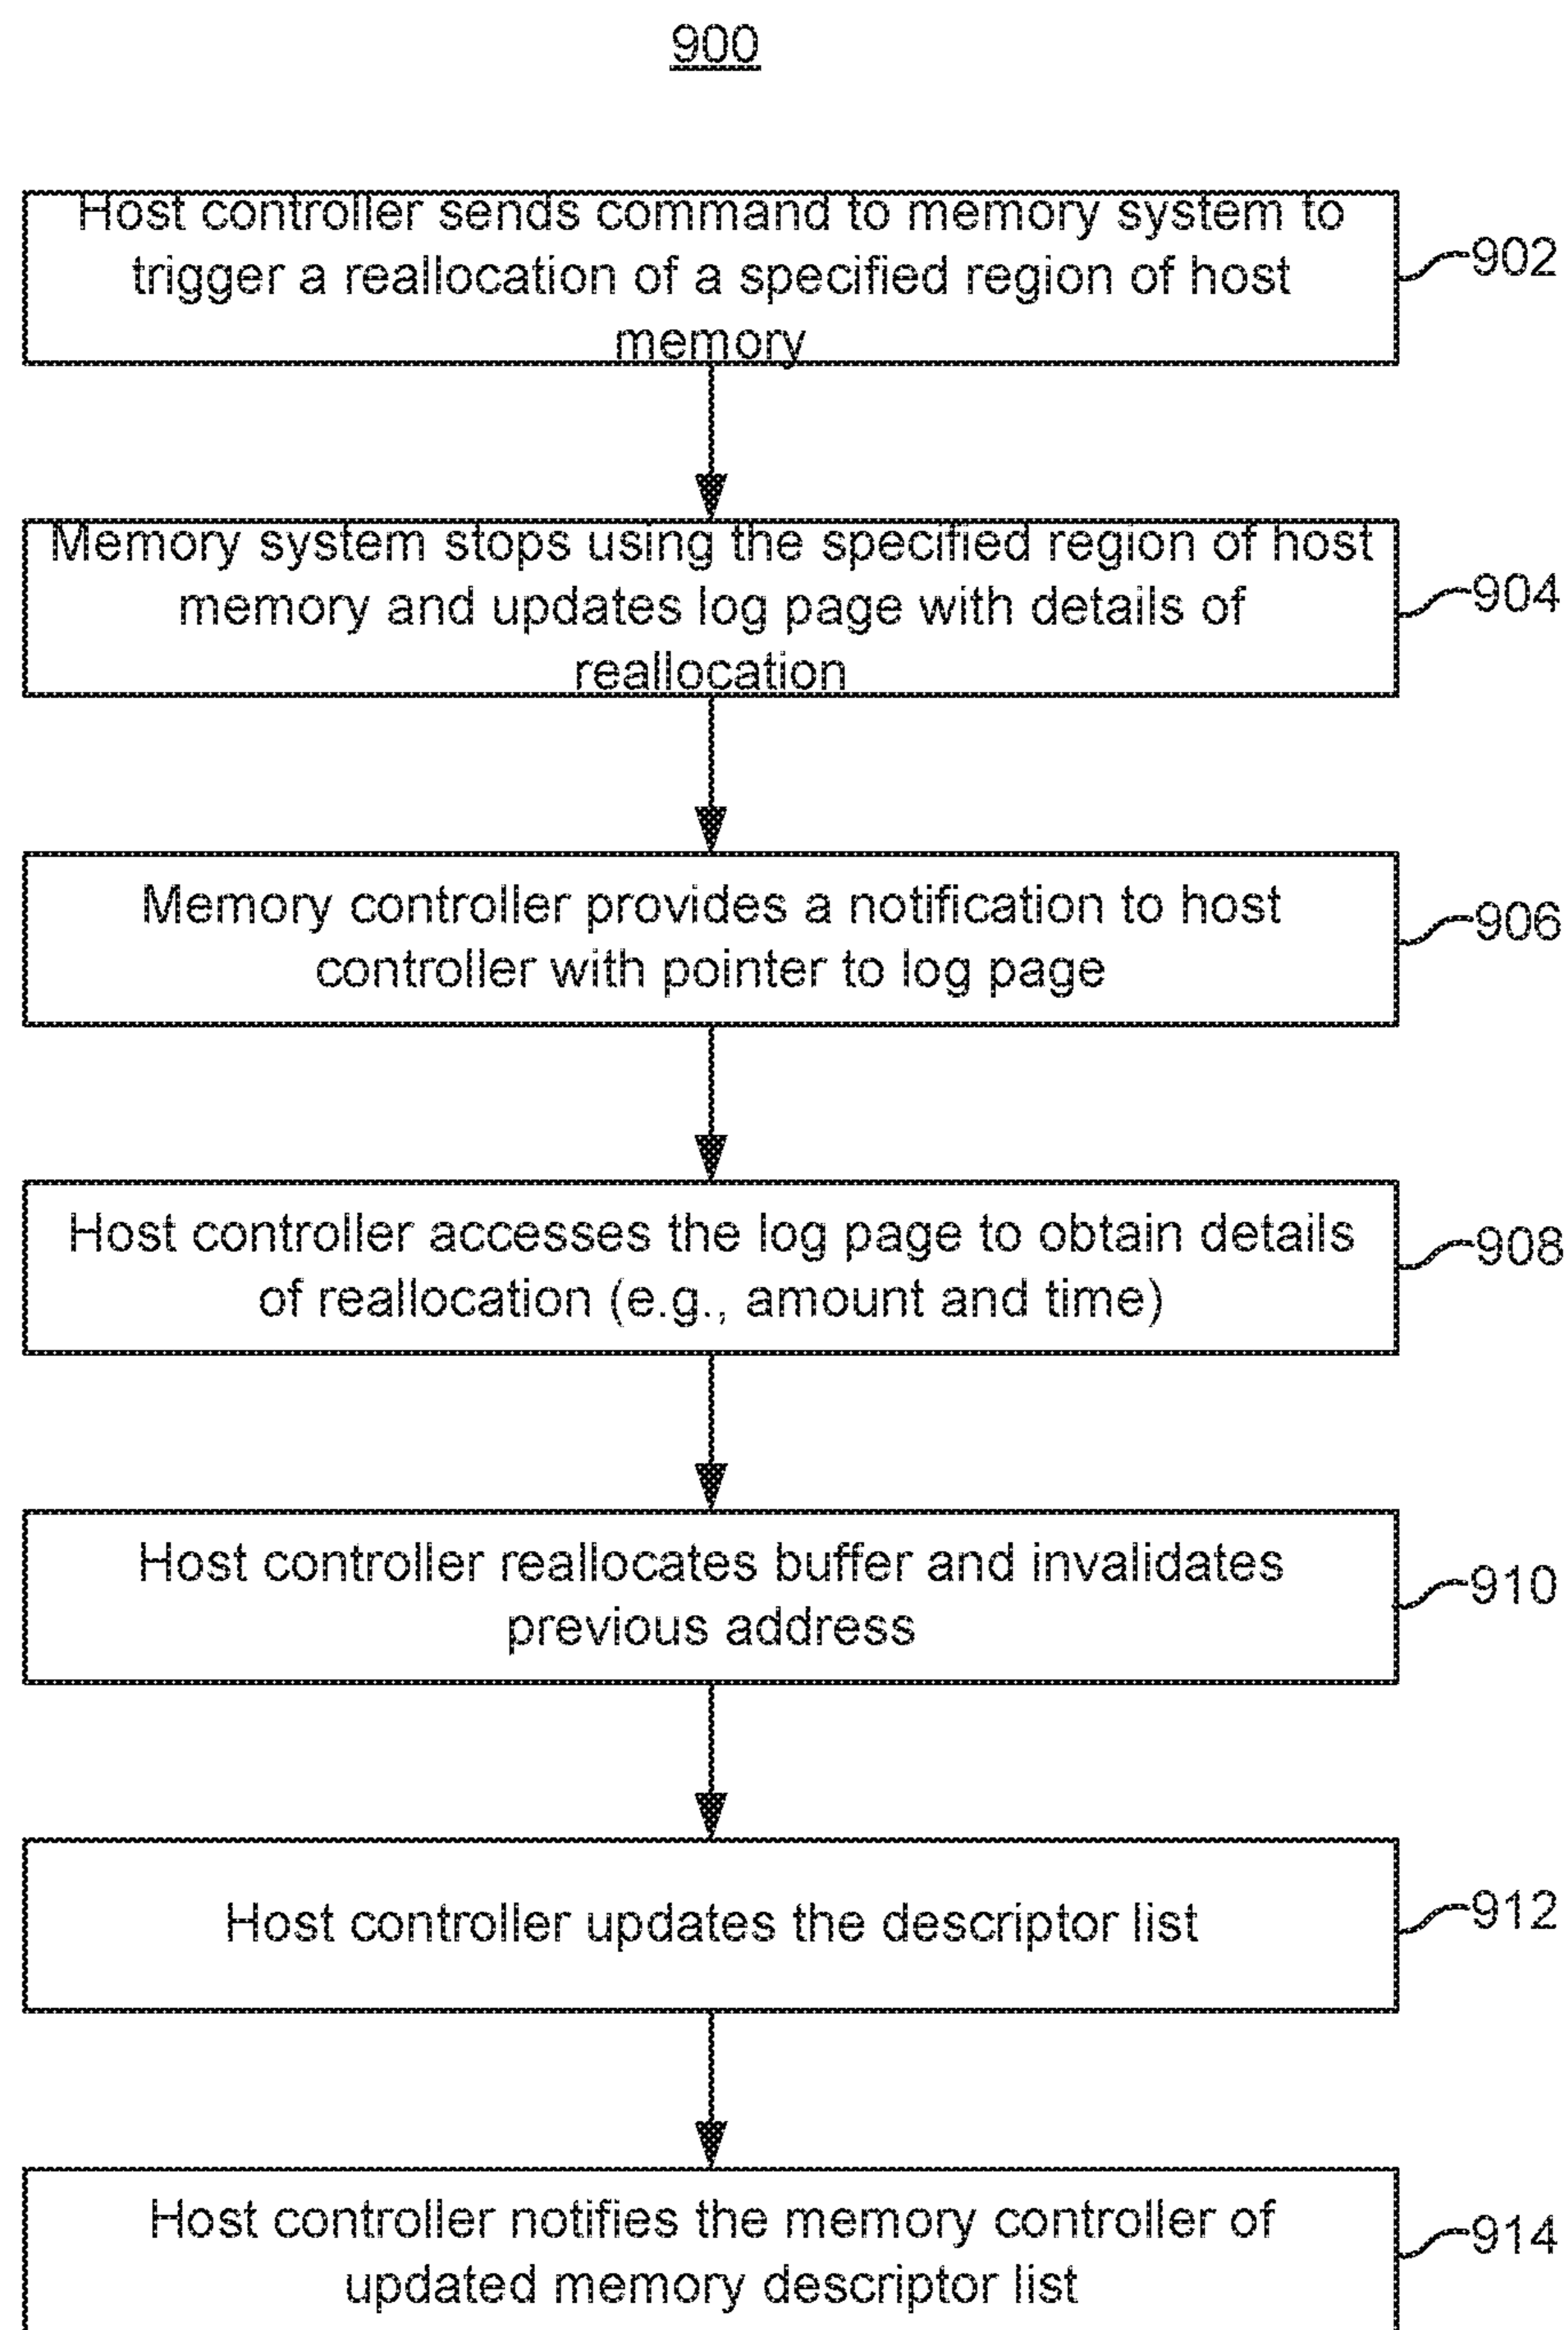 900
Host controller sends command to memory system to
trigger a reallocation of a specified region of host
memory
902
Memory system stops using the specified region of host
memory and updates log page with details of
reallocation
904
Memory controller provides a notification to host
controller with pointer to log page
906
Host controller accesses the log page to obtain details
of reallocation (e.g., amount and time)
908
Host controller reallocates buffer and invalidates
previous address
910
Host controller updates the descriptor list
912
Host controller notifies the memory controller of
updated memory descriptor list
914